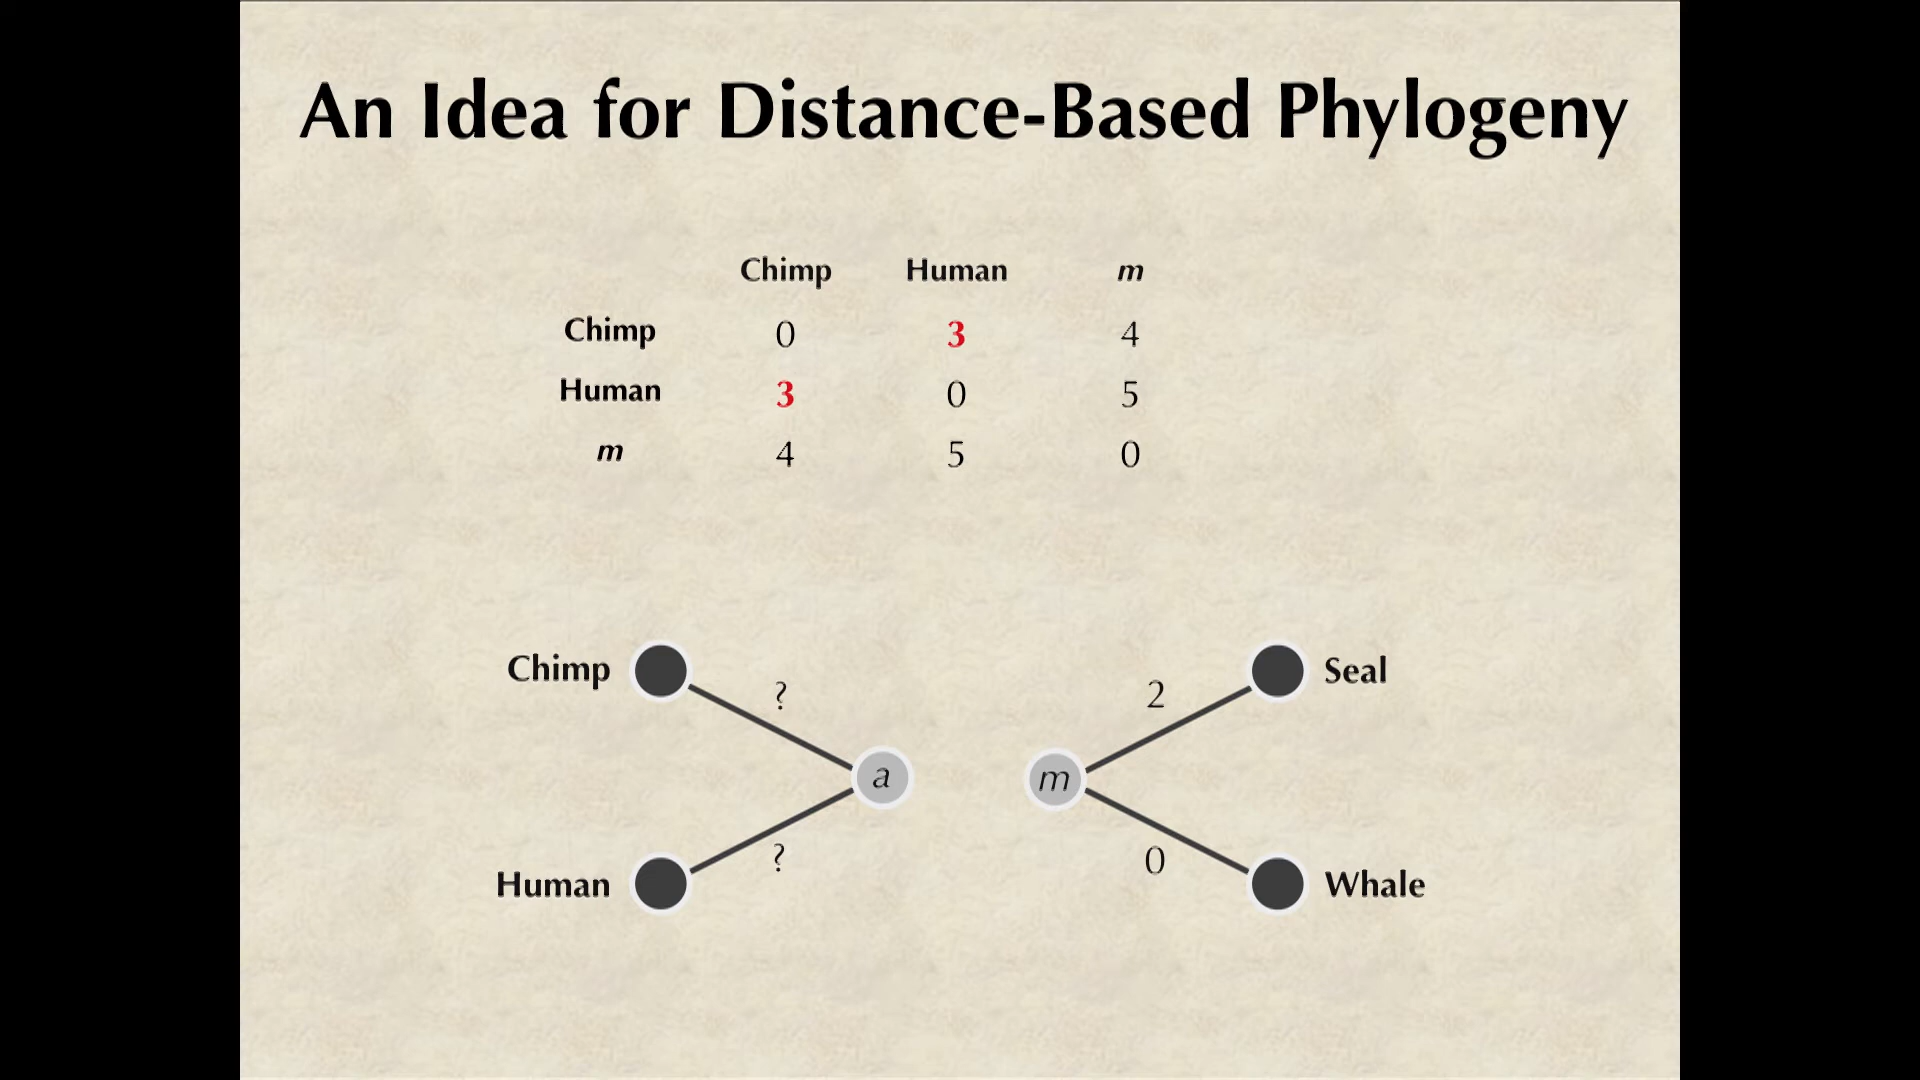 An Idea for Distance-Based Phylogeny
Chimp Human m
Chimp 0 3 4
Human 3 0 5
m 4 5 0
Chimp ? 2 Seal
a m
Human ? 0 Whale